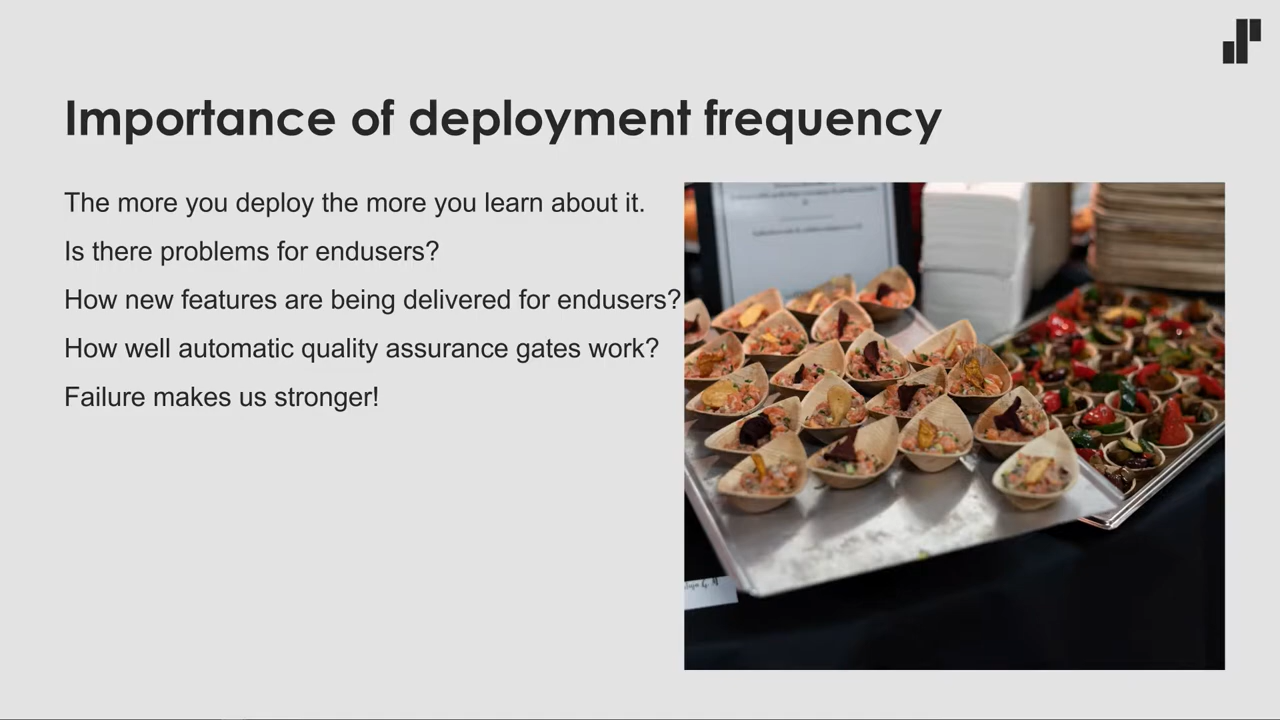 Importance of deployment frequency
The more you deploy the more you learn about it.
Is there problems for endusers?
How new features are being delivered for endusers?
How well automatic quality assurance gates work?
Failure makes us stronger!